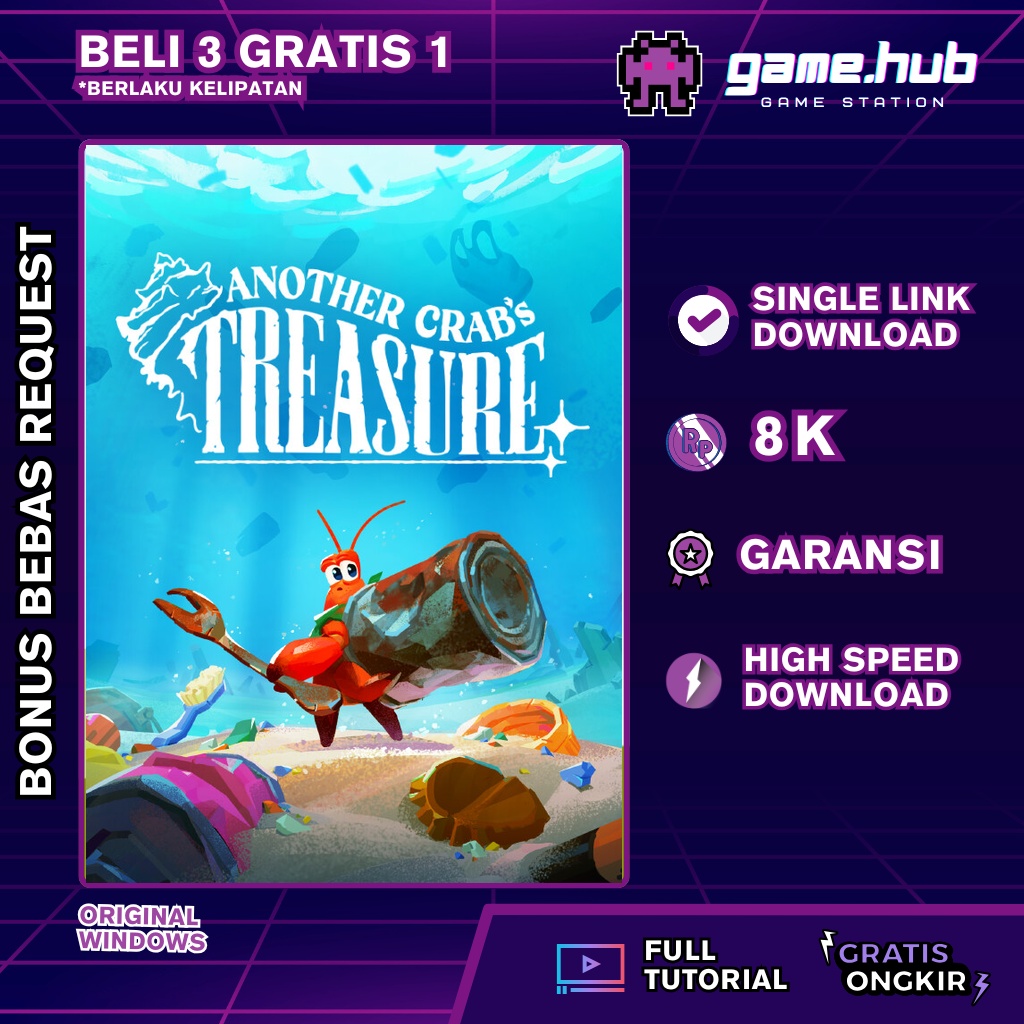 BELI 3 GRATIS 1
*BERLAKU KELIPATAN
game.hub
GAME STATION
BONUS BEBAS REQUEST
ANOTHER CRAB'S
TREASURE
SINGLE LINK
DOWNLOAD
Rp
8K
GARANSI
HIGH SPEED
DOWNLOAD
ORIGINAL
WINDOWS
FULL
TUTORIAL
GRATIS
ONGKIR